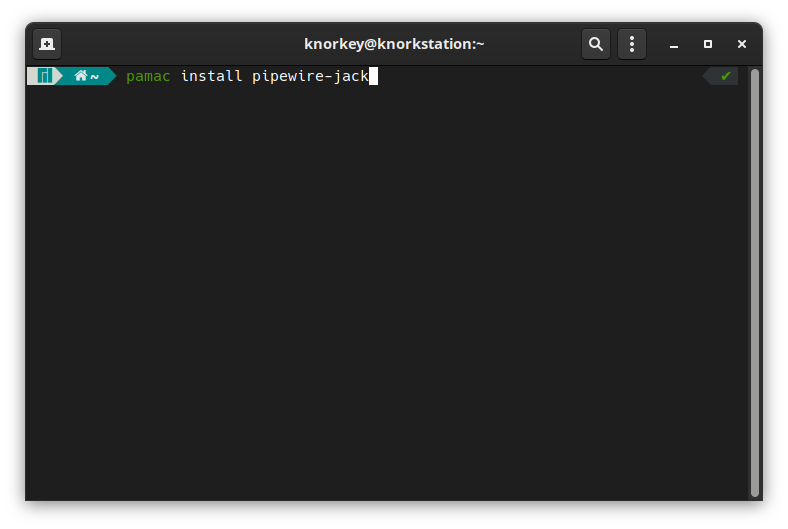 knorkey@knorkstation:~
~ pamac install pipewire-jack